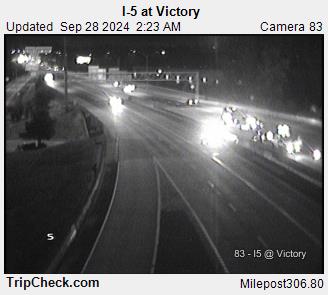 I-5 at Victory
Updated Sep 28 2024 2:23 AM Camera 83
S
83 - I5 @ Victory
TripCheck.com Milepost306.80